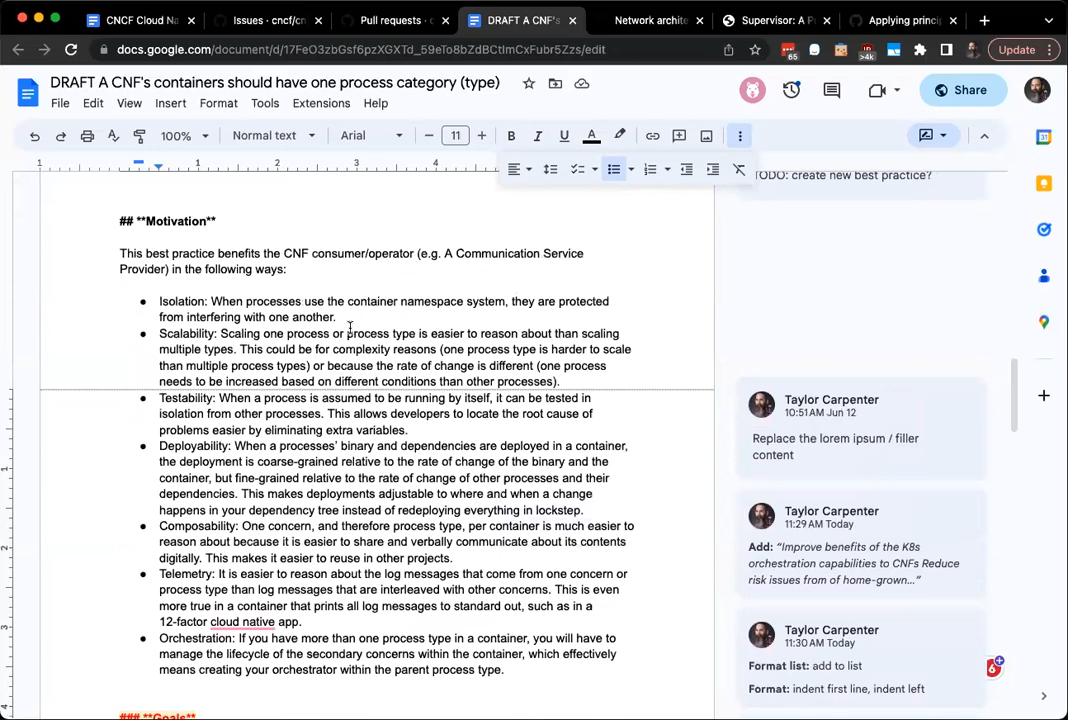 CNCF Cloud Na
Issues · cncf/cn
Pull requests · c
DRAFT A CNF's
Network archite
Supervisor: A P
Applying princip
docs.google.com/document/d/17FeO3zbGsf6pzXGXTd_59eTo8bZdBCtlmCxFubr5Zzs/edit
65
>4k
Update
DRAFT A CNF's containers should have one process category (type)
File Edit View Insert Format Tools Extensions Help
Share
100%
Normal text
Arial
11
B I U A
1 1 2 3 4
TODO: create new best practice?
## **Motivation**
This best practice benefits the CNF consumer/operator (e.g. A Communication Service
Provider) in the following ways:
● Isolation: When processes use the container namespace system, they are protected
from interfering with one another.
● Scalability: Scaling one process or process type is easier to reason about than scaling
multiple types. This could be for complexity reasons (one process type is harder to scale
than multiple process types) or because the rate of change is different (one process
needs to be increased based on different conditions than other processes).
● Testability: When a process is assumed to be running by itself, it can be tested in
isolation from other processes. This allows developers to locate the root cause of
problems easier by eliminating extra variables.
● Deployability: When a processes' binary and dependencies are deployed in a container,
the deployment is coarse-grained relative to the rate of change of the binary and the
container, but fine-grained relative to the rate of change of other processes and their
dependencies. This makes deployments adjustable to where and when a change
happens in your dependency tree instead of redeploying everything in lockstep.
● Composability: One concern, and therefore process type, per container is much easier to
reason about because it is easier to share and verbally communicate about its contents
digitally. This makes it easier to reuse in other projects.
● Telemetry: It is easier to reason about the log messages that come from one concern or
process type than log messages that are interleaved with other concerns. This is even
more true in a container that prints all log messages to standard out, such as in a
12-factor cloud native app.
● Orchestration: If you have more than one process type in a container, you will have to
manage the lifecycle of the secondary concerns within the container, which effectively
means creating your orchestrator within the parent process type.
### **Goals**
Taylor Carpenter
10:51 AM Jun 12
Replace the lorem ipsum / filler
content
Taylor Carpenter
11:29 AM Today
Add: "Improve benefits of the K8s
orchestration capabilities to CNFs Reduce
risk issues from of home-grown..."
Taylor Carpenter
11:30 AM Today
Format list: add to list
Format: indent first line, indent left
6
1
2
3
4